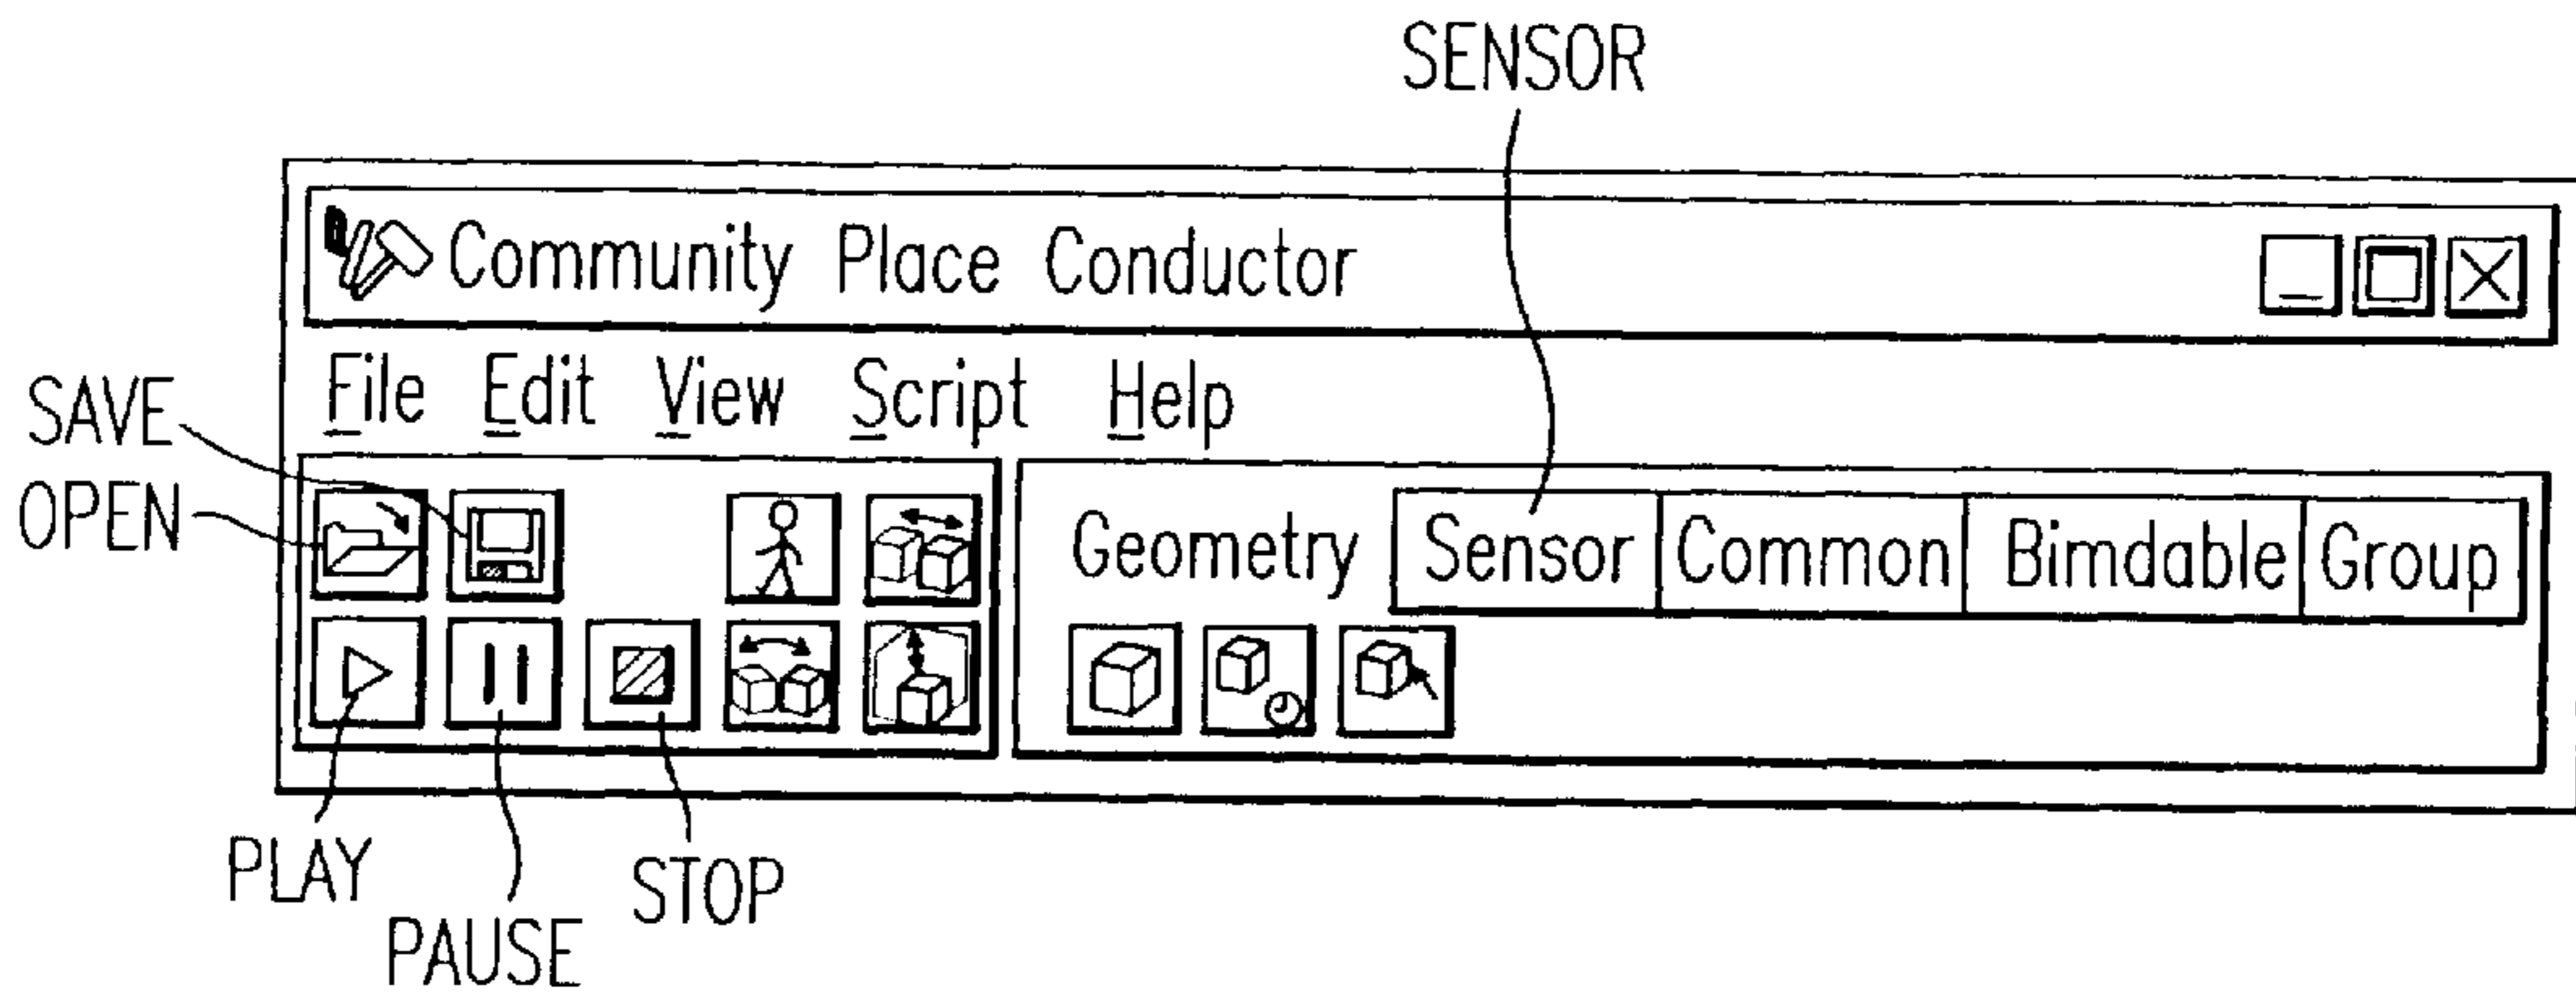 SENSOR
Community Place Conductor
File Edit View Script Help
SAVE
OPEN
Geometry Sensor Common Bimdable Group
PLAY
PAUSE
STOP